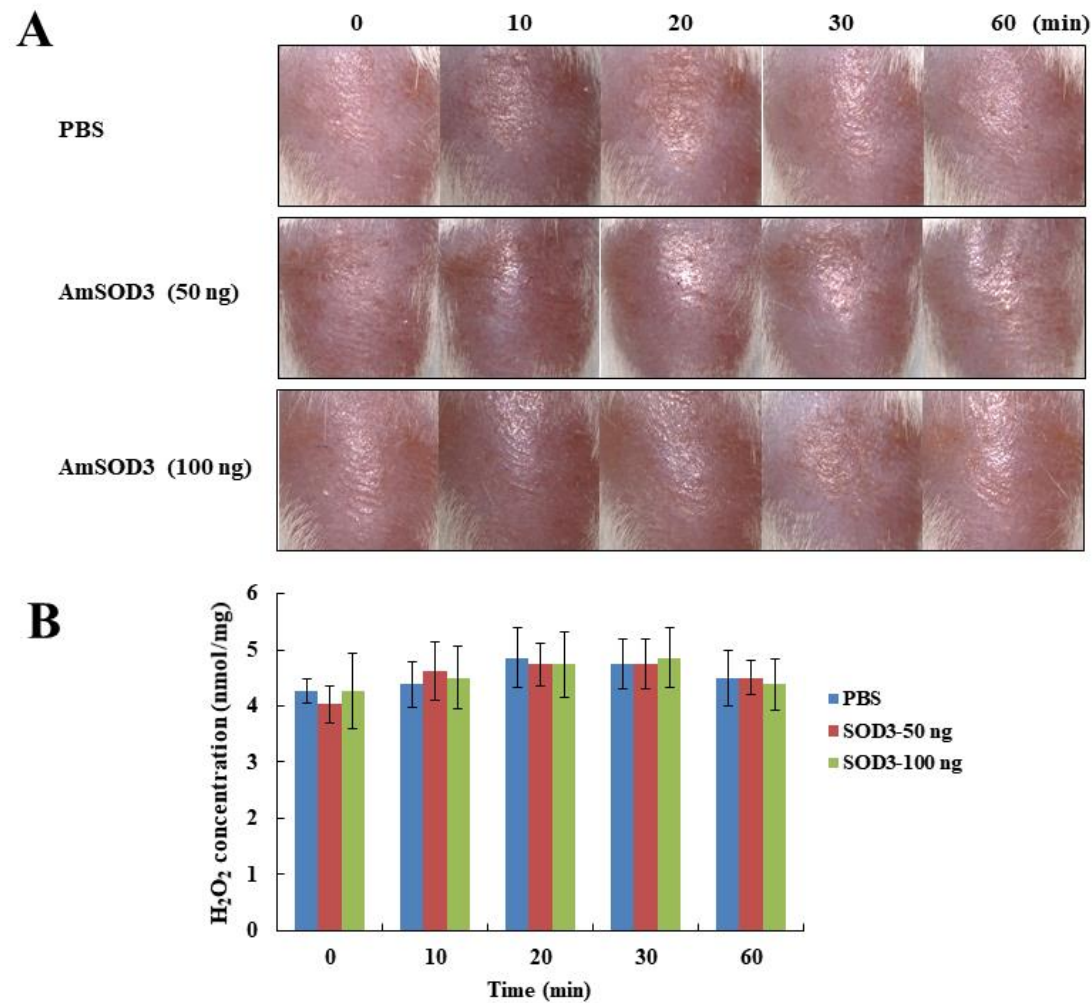 A
0 10 20 30 60 (min)
PBS
AmSOD3 (50 ng)
AmSOD3 (100 ng)
B
H₂O₂ concentration (nmol/mg)
6
5
4
3
2
1
0
0 10 20 30 60
Time (min)
PBS
SOD3-50 ng
SOD3-100 ng